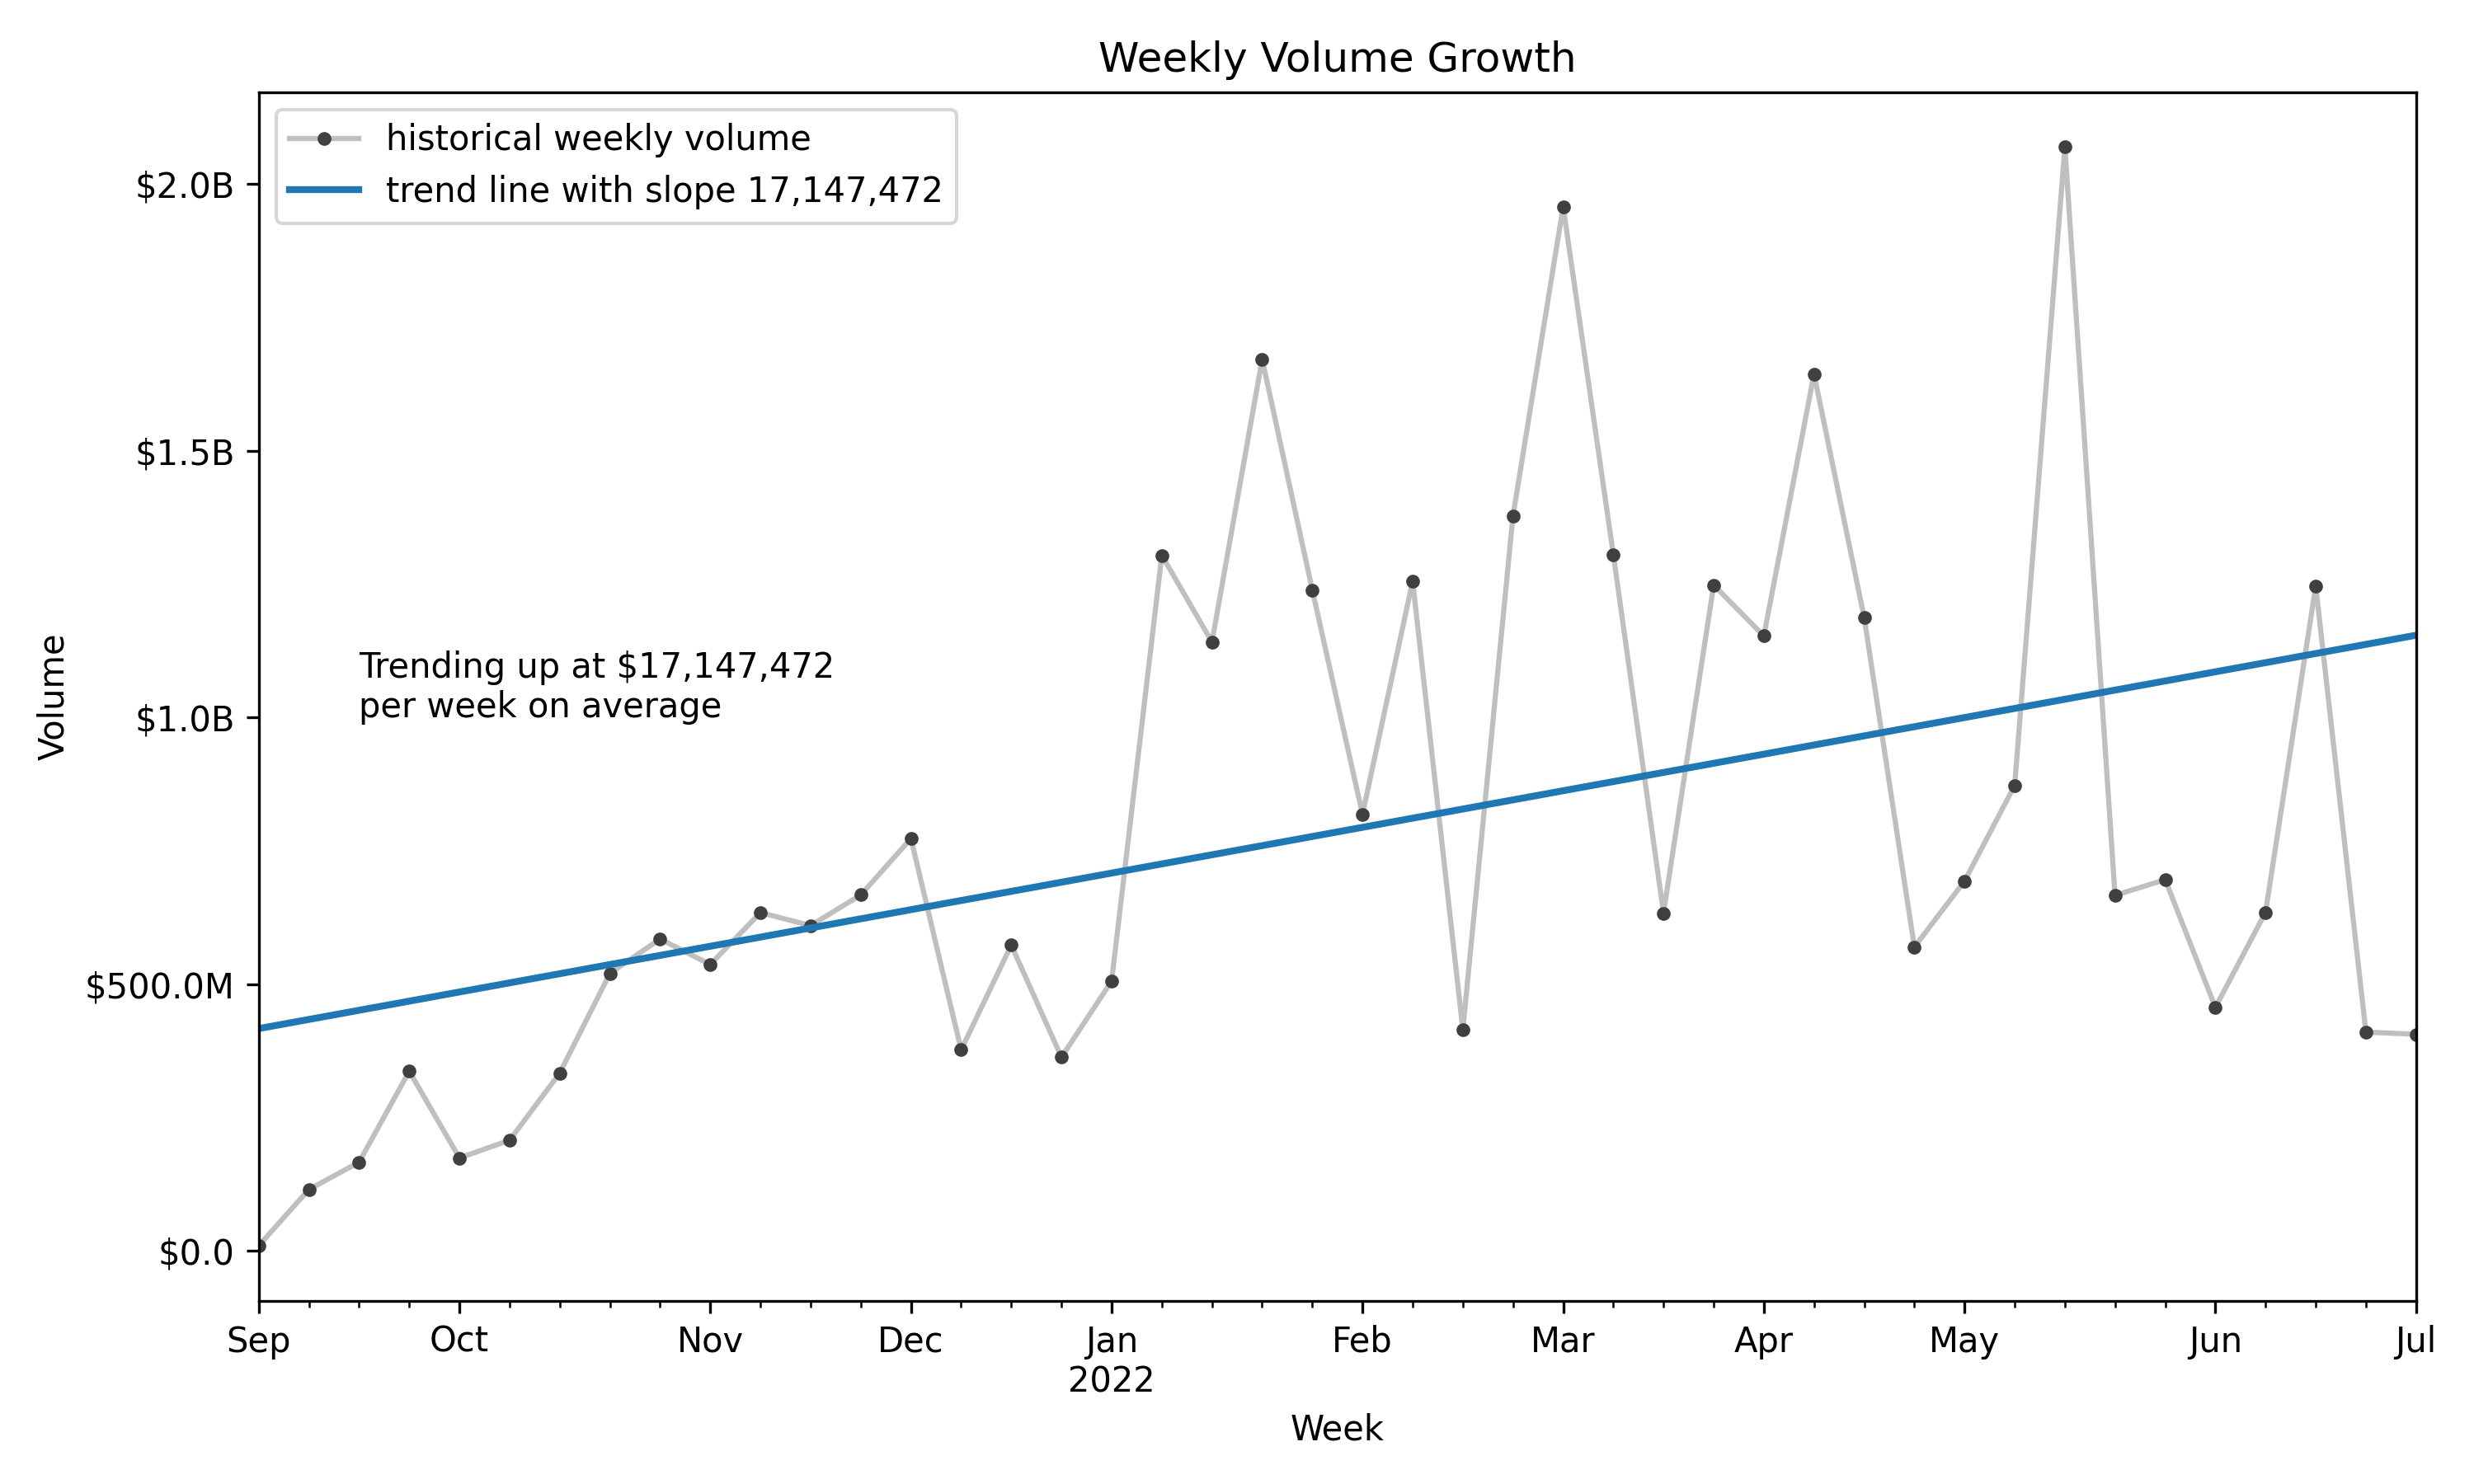 Weekly Volume Growth
historical weekly volume
trend line with slope 17,147,472
$2.0B
$1.5B
$1.0B
$500.0M
$0.0
Volume
Trending up at $17,147,472
per week on average
Sep Oct Nov Dec Jan Feb Mar Apr May Jun Jul
2022
Week